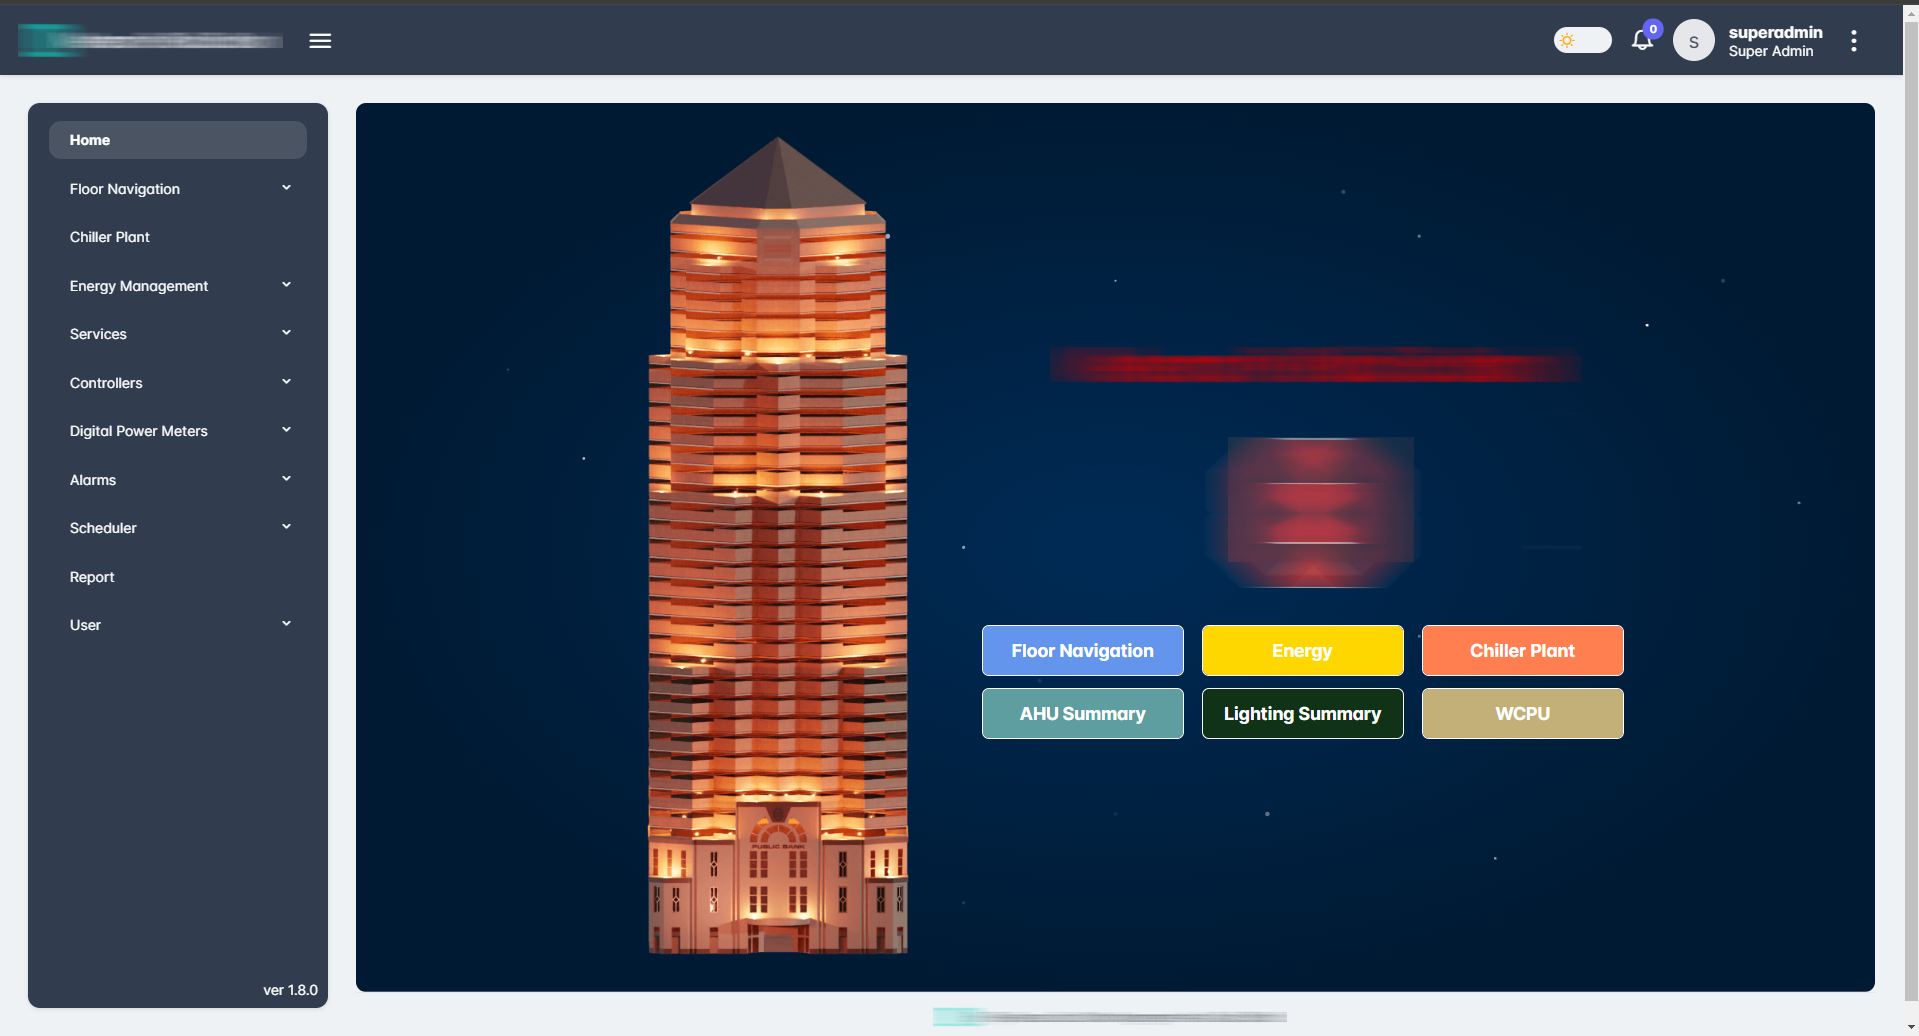 0
S
superadmin
Super Admin
Home
Floor Navigation
Chiller Plant
Energy Management
Services
Controllers
Digital Power Meters
Alarms
Scheduler
Report
User
ver 1.8.0
PUBLIC BANK
Floor Navigation
Energy
Chiller Plant
AHU Summary
Lighting Summary
WCPU